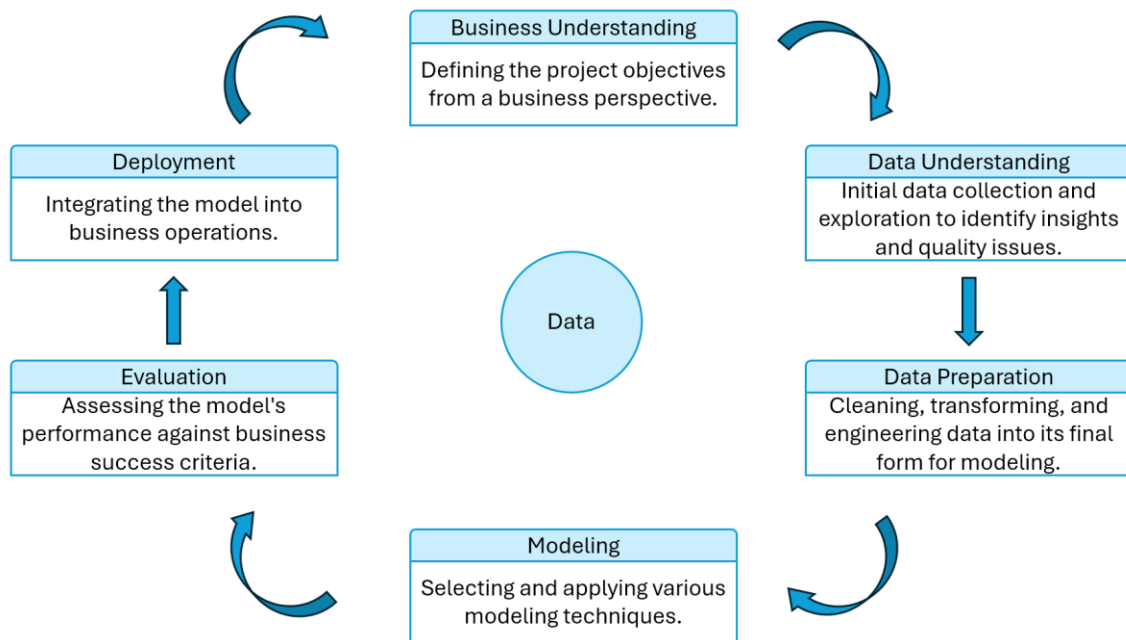 Business Understanding
Defining the project objectives
from a business perspective.
Deployment
Integrating the model into
business operations.
Data Understanding
Initial data collection and
exploration to identify insights
and quality issues.
Data
Evaluation
Assessing the model's
performance against business
success criteria.
Data Preparation
Cleaning, transforming, and
engineering data into its final
form for modeling.
Modeling
Selecting and applying various
modeling techniques.